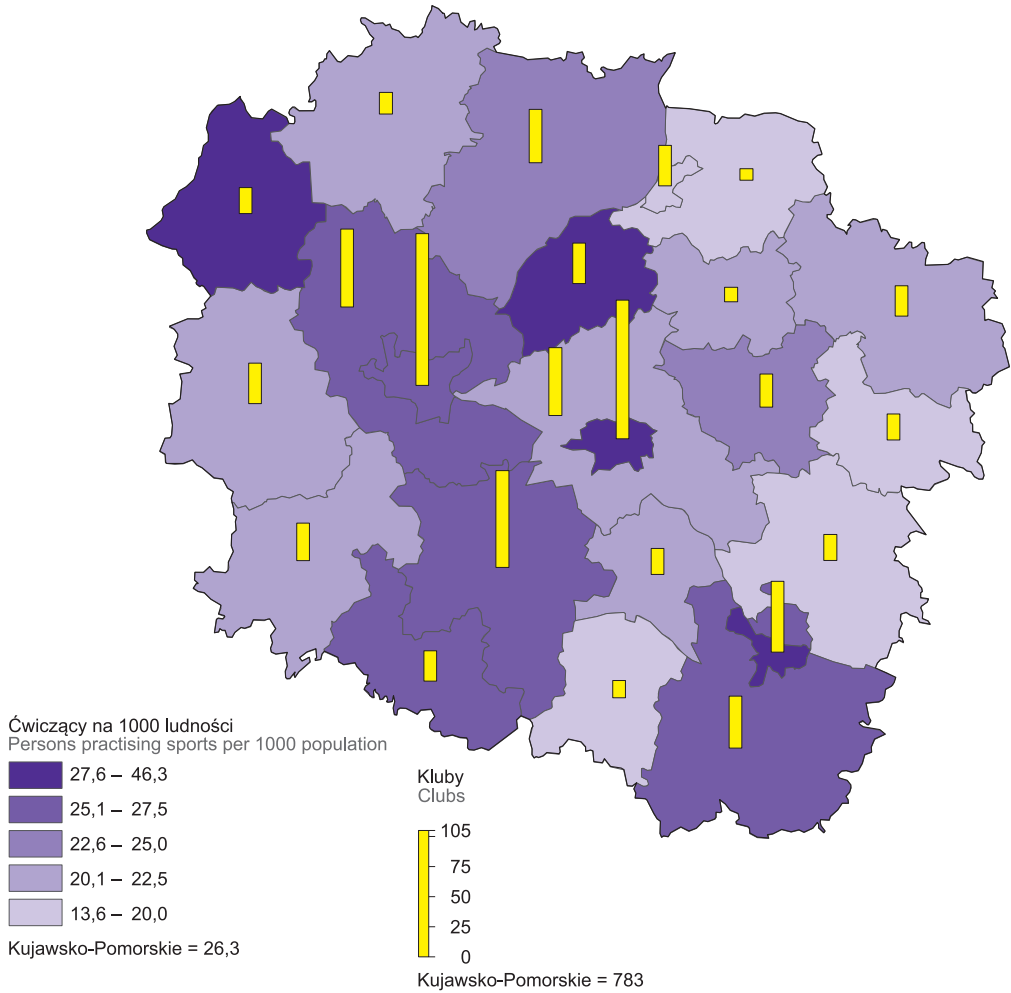 Ćwiczący na 1000 ludności
Persons practising sports per 1000 population
27,6 – 46,3
25,1 – 27,5
22,6 – 25,0
20,1 – 22,5
13,6 – 20,0
Kujawsko-Pomorskie = 26,3
Kluby
Clubs
105
75
50
25
0
Kujawsko-Pomorskie = 783